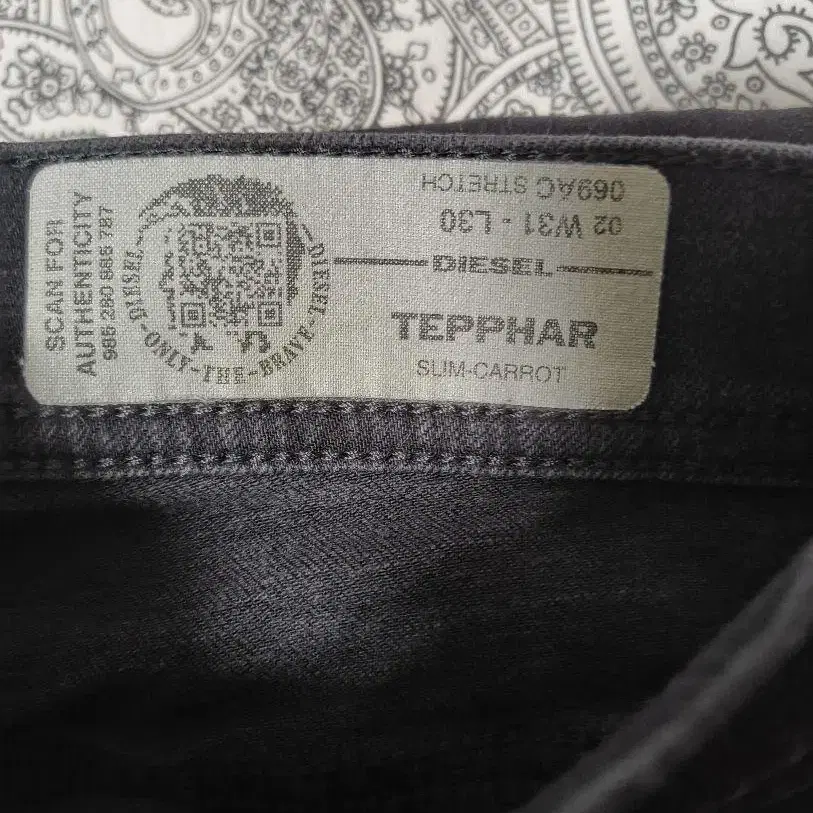 SCAN FOR
AUTHENTICITY
985 280 585 787
DIESEL-ONLY-THE-BRAVE-DIESEL
069AC STRETCH
02 W31 - L30
DIESEL
TEPPHAR
SLIM-CARROT